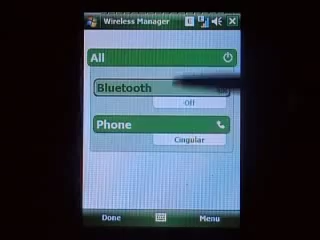 Wireless Manager
All
Bluetooth
Off
Phone
Cingular
Done
Menu